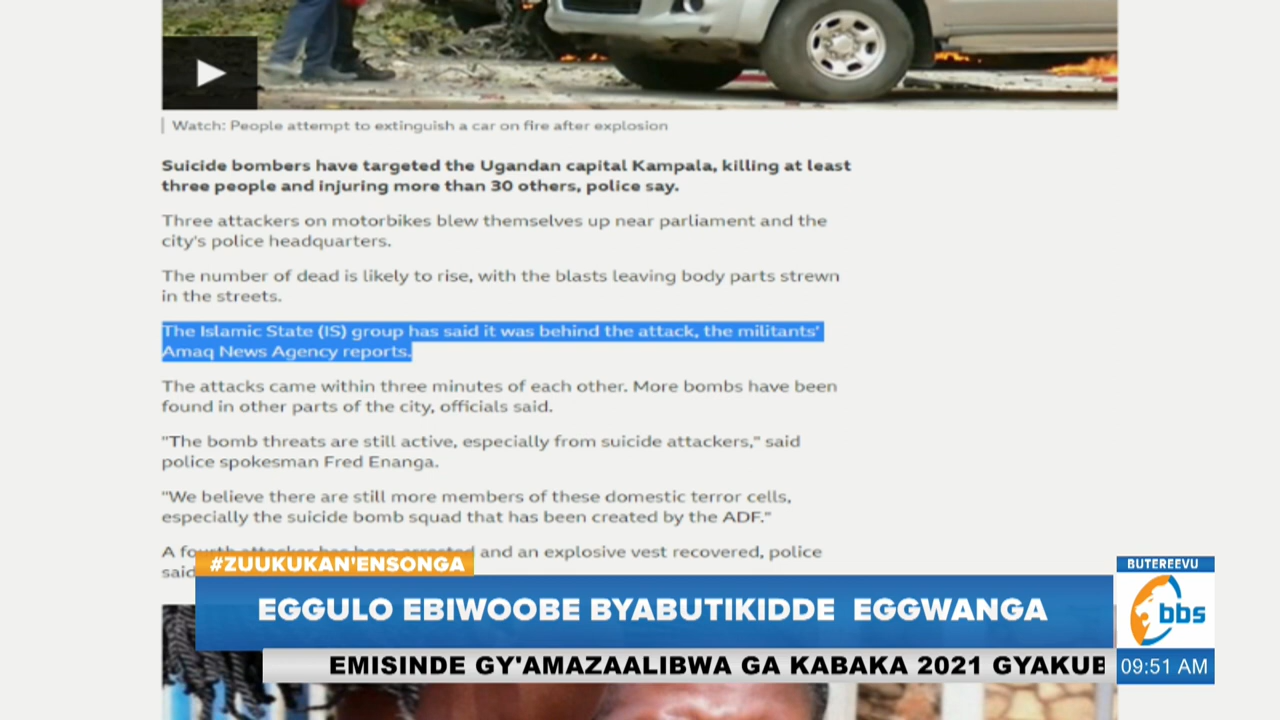 Watch: People attempt to extinguish a car on fire after explosion
Suicide bombers have targeted the Ugandan capital Kampala, killing at least
three people and injuring more than 30 others, police say.
Three attackers on motorbikes blew themselves up near parliament and the
city's police headquarters.
The number of dead is likely to rise, with the blasts leaving body parts strewn
in the streets.
The Islamic State (IS) group has said it was behind the attack, the militants'
Amaq News Agency reports.
The attacks came within three minutes of each other. More bombs have been
found in other parts of the city, officials said.
"The bomb threats are still active, especially from suicide attackers," said
police spokesman Fred Enanga.
"We believe there are still more members of these domestic terror cells,
especially the suicide bomb squad that has been created by the ADF."
A fourth attacker has been arrested and an explosive vest recovered, police
said
#ZUUKUKAN'ENSONGA
EGGULO EBIWOOBE BYABUTIKIDDE EGGWANGA
EMISINDE GY'AMAZAALIBWA GA KABAKA 2021 GYAKUB
BUTEREEVU
bbs
09:51 AM